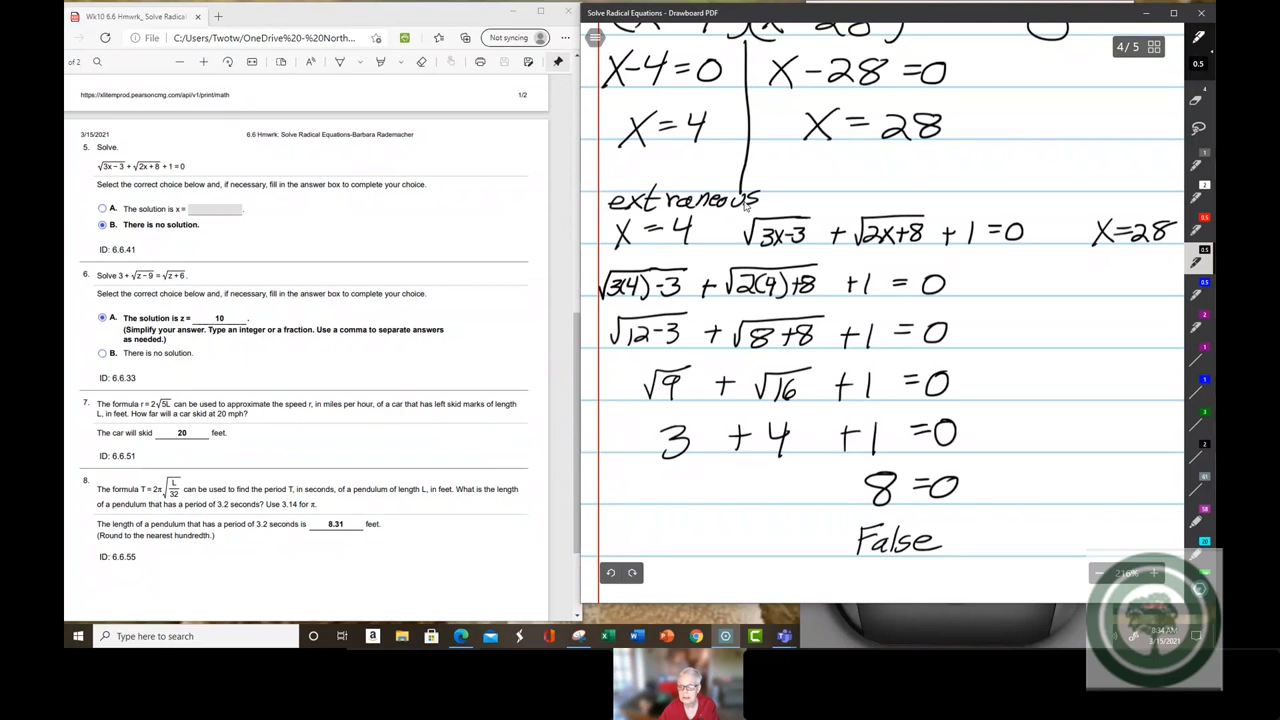 Wk10 6.6 Hmwrk_ Solve Radical
File
C:/Users/Twotw/OneDrive%20-%20North...
Not syncing
of 2
https://xlitemprod.pearsoncmg.com/api/v1/print/math
1/2
3/15/2021
6.6 Hmwrk: Solve Radical Equations-Barbara Rademacher
5. Solve.
√3x − 3 + √2x + 8 + 1 = 0
Select the correct choice below and, if necessary, fill in the answer box to complete your choice.
A. The solution is x =
B. There is no solution.
ID: 6.6.41
6. Solve 3 + √z − 9 = √z + 6.
Select the correct choice below and, if necessary, fill in the answer box to complete your choice.
A. The solution is z = 10 .
(Simplify your answer. Type an integer or a fraction. Use a comma to separate answers
as needed.)
B. There is no solution.
ID: 6.6.33
7. The formula r = 2√5L can be used to approximate the speed r, in miles per hour, of a car that has left skid marks of length
L, in feet. How far will a car skid at 20 mph?
The car will skid 20 feet.
ID: 6.6.51
8. The formula T = 2π√L/32 can be used to find the period T, in seconds, of a pendulum of length L, in feet. What is the length
of a pendulum that has a period of 3.2 seconds? Use 3.14 for π.
The length of a pendulum that has a period of 3.2 seconds is 8.31 feet.
(Round to the nearest hundredth.)
ID: 6.6.55
Solve Radical Equations - Drawboard PDF
4 / 5
X−4=0 X−28=0
X=4 X=28
extraneous
X=4 √3x−3 + √2x+8 +1=0 X=28
√3(4)−3 + √2(4)+8 +1 = 0
√12−3 + √8+8 +1 = 0
√9 + √16 +1 = 0
3 +4 +1 =0
8 =0
False
216%
0.5
Type here to search
8:34 AM
3/15/2021